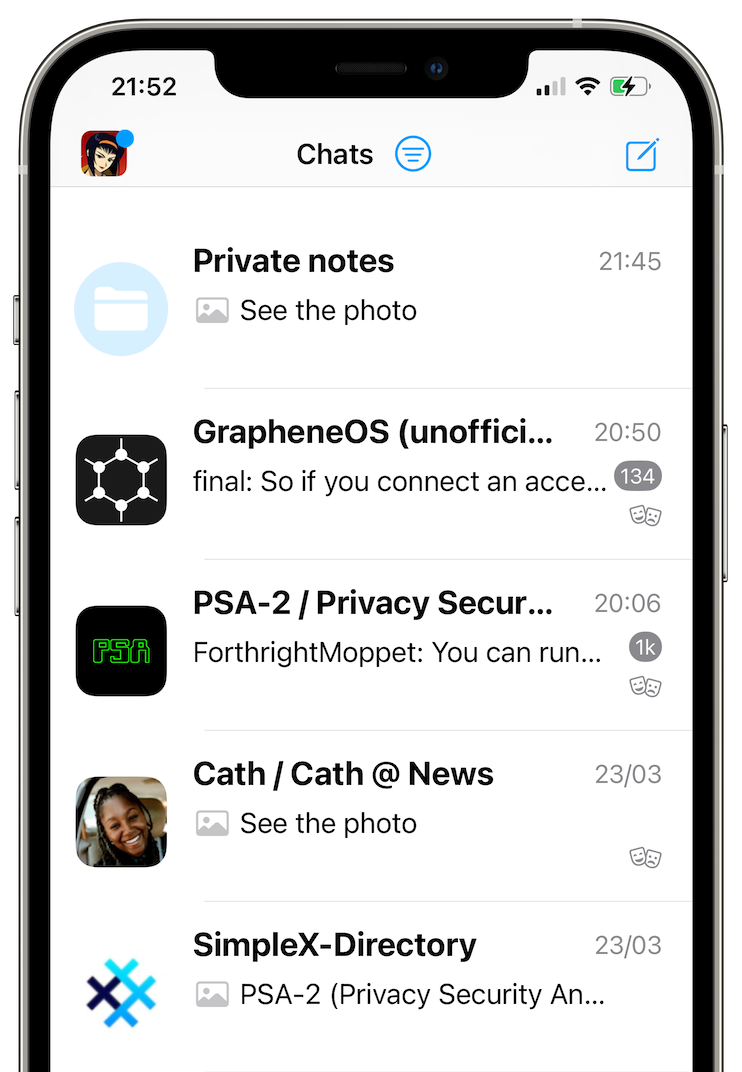 21:52
Chats
Private notes 21:45
See the photo
GrapheneOS (unoffici... 20:50
final: So if you connect an acce... 134
PSA-2 / Privacy Secur... 20:06
PSA
ForthrightMoppet: You can run... 1k
Cath / Cath @ News 23/03
See the photo
SimpleX-Directory 23/03
PSA-2 (Privacy Security An...